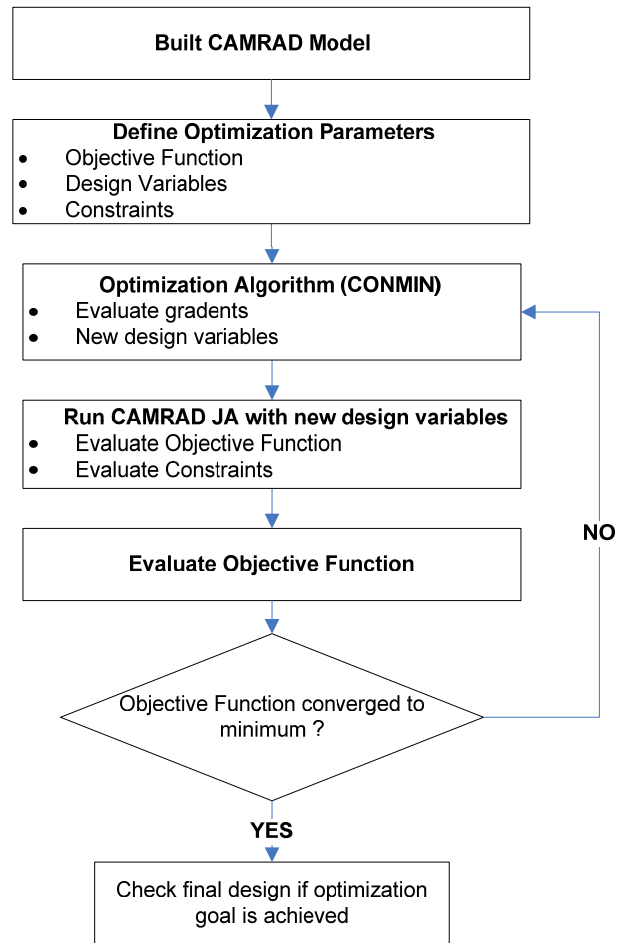 Built CAMRAD Model
Define Optimization Parameters
• Objective Function
• Design Variables
• Constraints
Optimization Algorithm (CONMIN)
• Evaluate gradents
• New design variables
Run CAMRAD JA with new design variables
• Evaluate Objective Function
• Evaluate Constraints
Evaluate Objective Function
NO
Objective Function converged to
minimum ?
YES
Check final design if optimization
goal is achieved